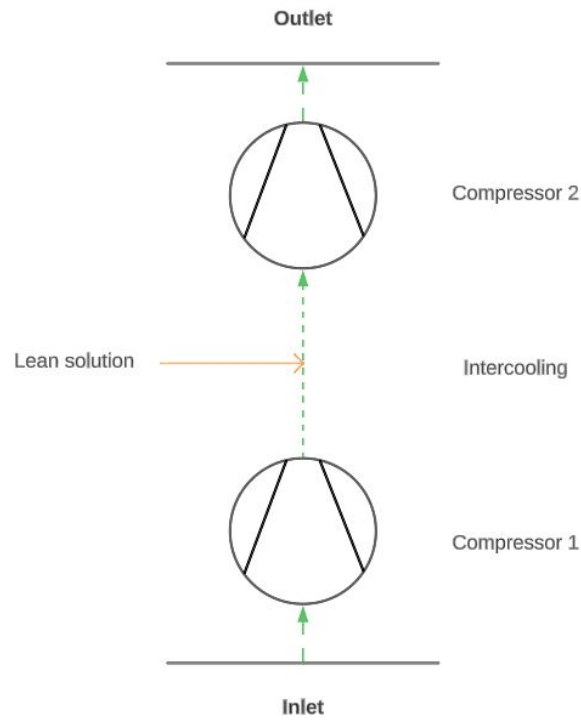 Outlet
Compressor 2
Lean solution
Intercooling
Compressor 1
Inlet